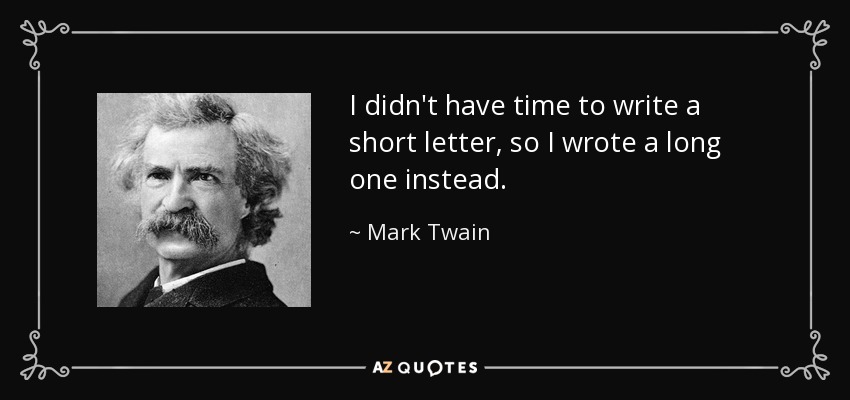 I didn't have time to write a
short letter, so I wrote a long
one instead.
~ Mark Twain
AZ QUOTES